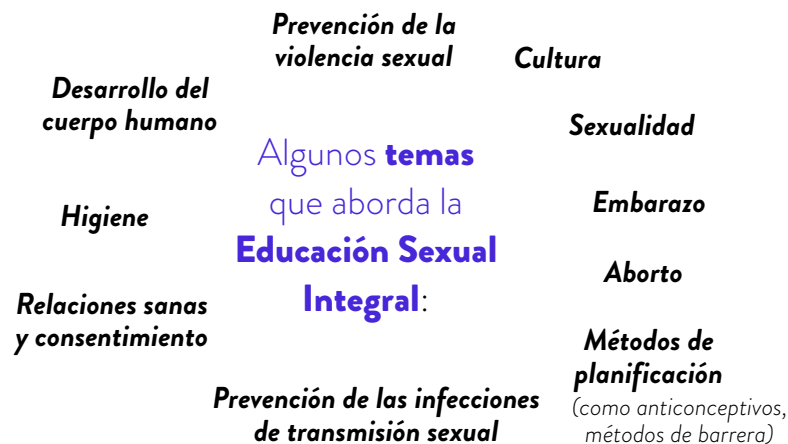 Prevención de la
violencia sexual
Cultura
Desarrollo del
cuerpo humano
Sexualidad
Algunos temas
que aborda la
Educación Sexual
Integral:
Higiene
Embarazo
Aborto
Relaciones sanas
y consentimiento
Métodos de
planificación
(como anticonceptivos,
métodos de barrera)
Prevención de las infecciones
de transmisión sexual